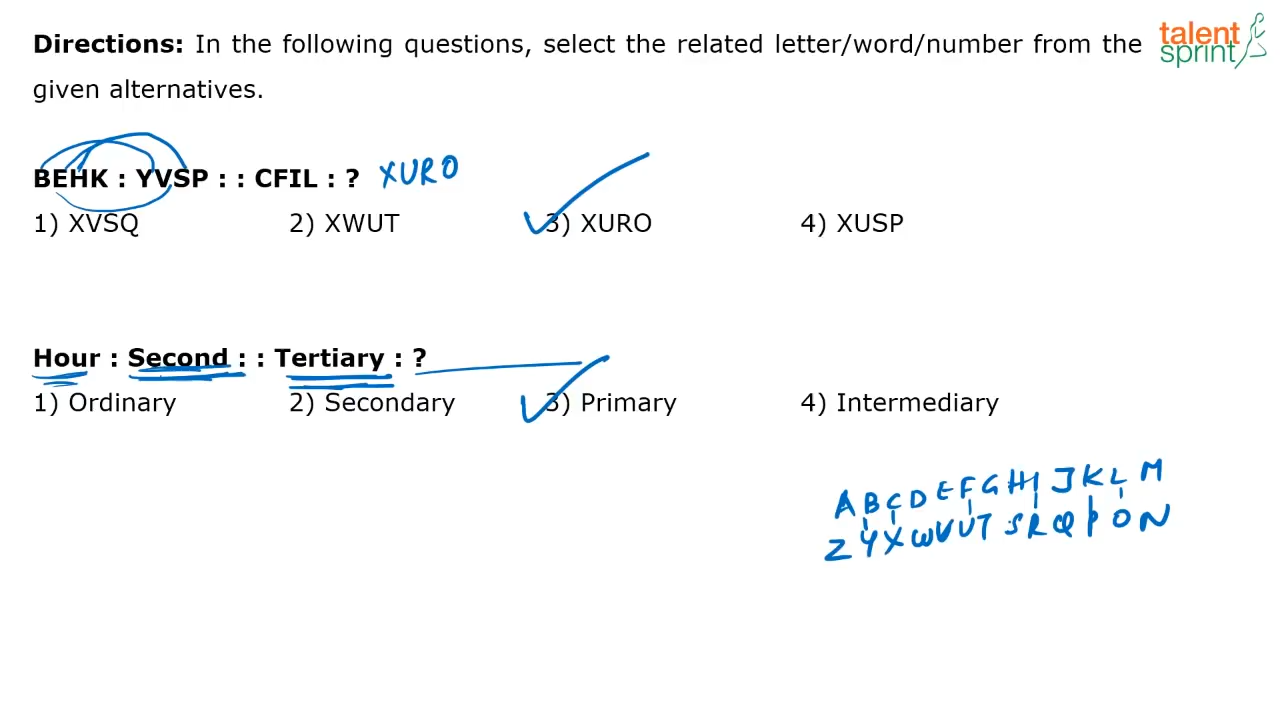 Directions: In the following questions, select the related letter/word/number from the
given alternatives.
talent
sprint
BEHK : YVSP : : CFIL : ? XURO
1) XVSQ 2) XWUT 3) XURO 4) XUSP
Hour : Second : : Tertiary : ?
1) Ordinary 2) Secondary 3) Primary 4) Intermediary
A B C D E F G H I J K L M
Z Y X W V U T S R Q P O N